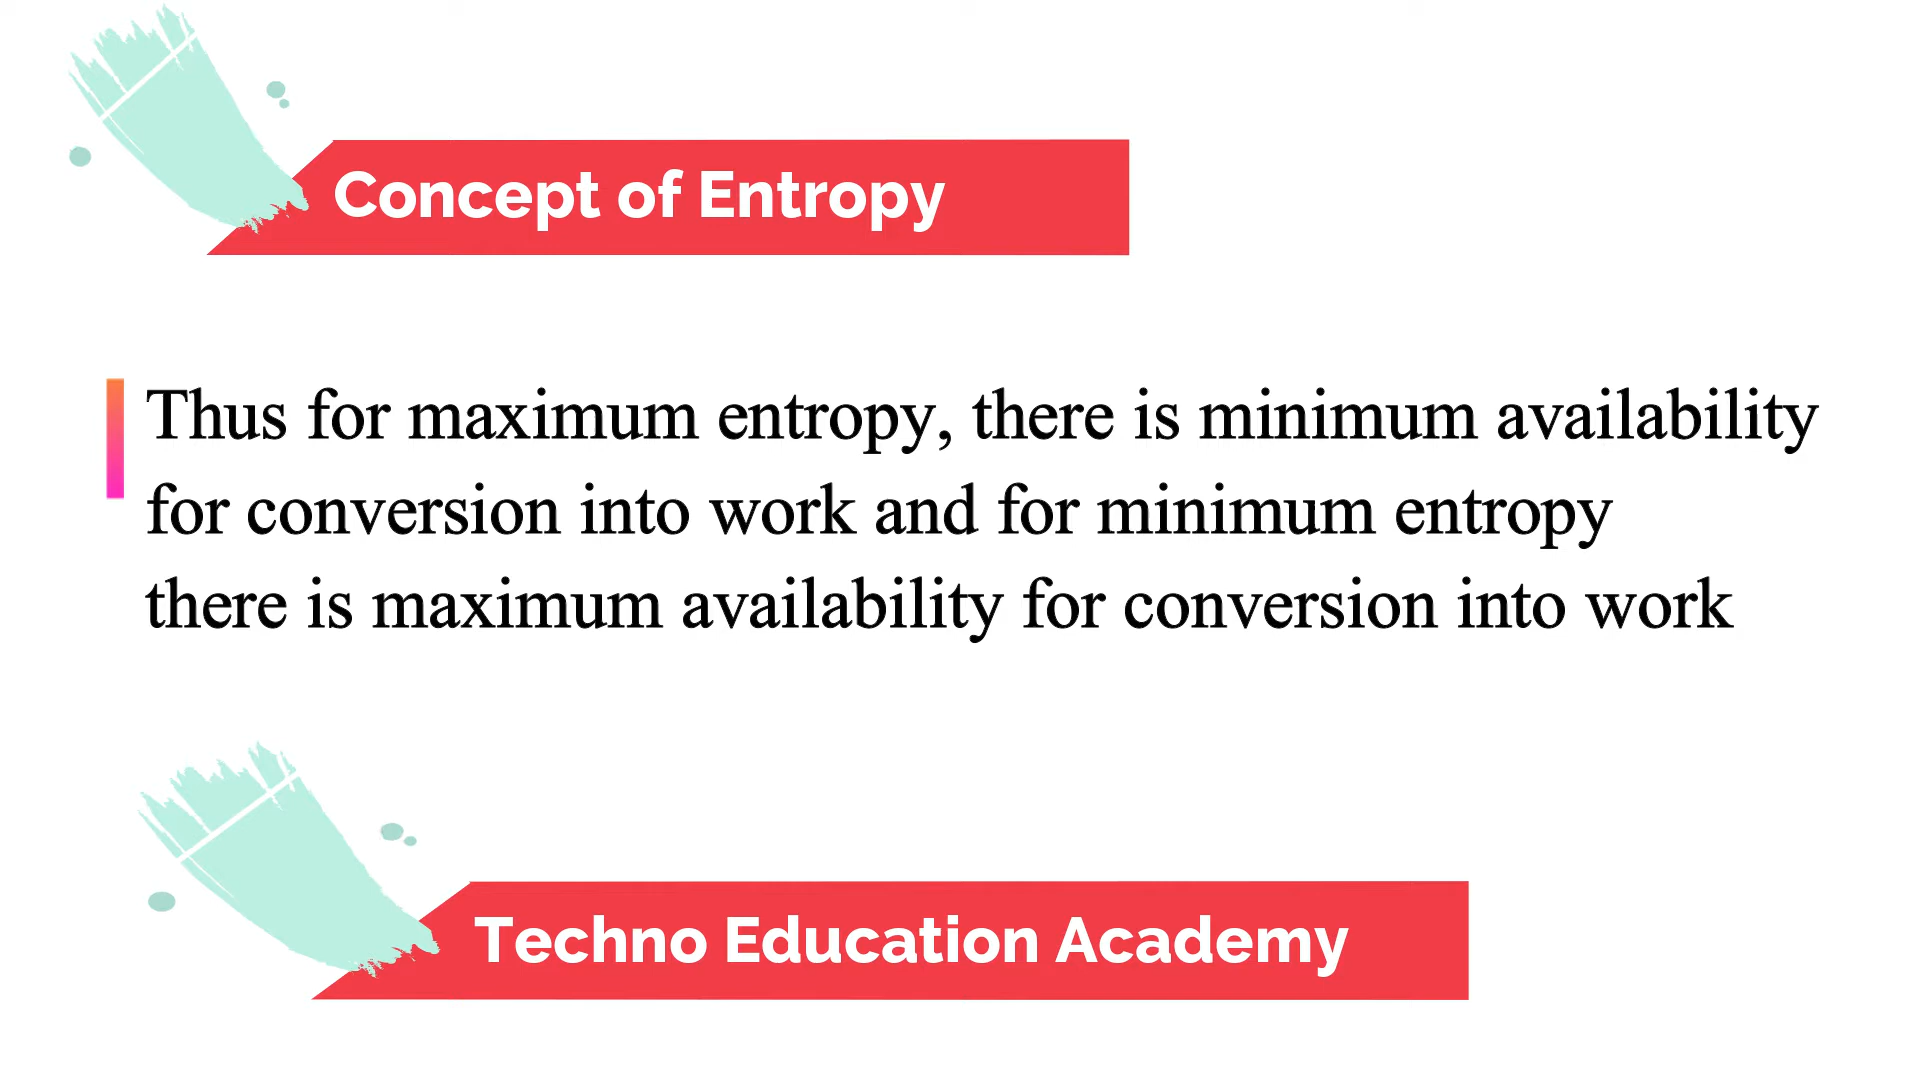 Concept of Entropy
Thus for maximum entropy, there is minimum availability
for conversion into work and for minimum entropy
there is maximum availability for conversion into work
Techno Education Academy